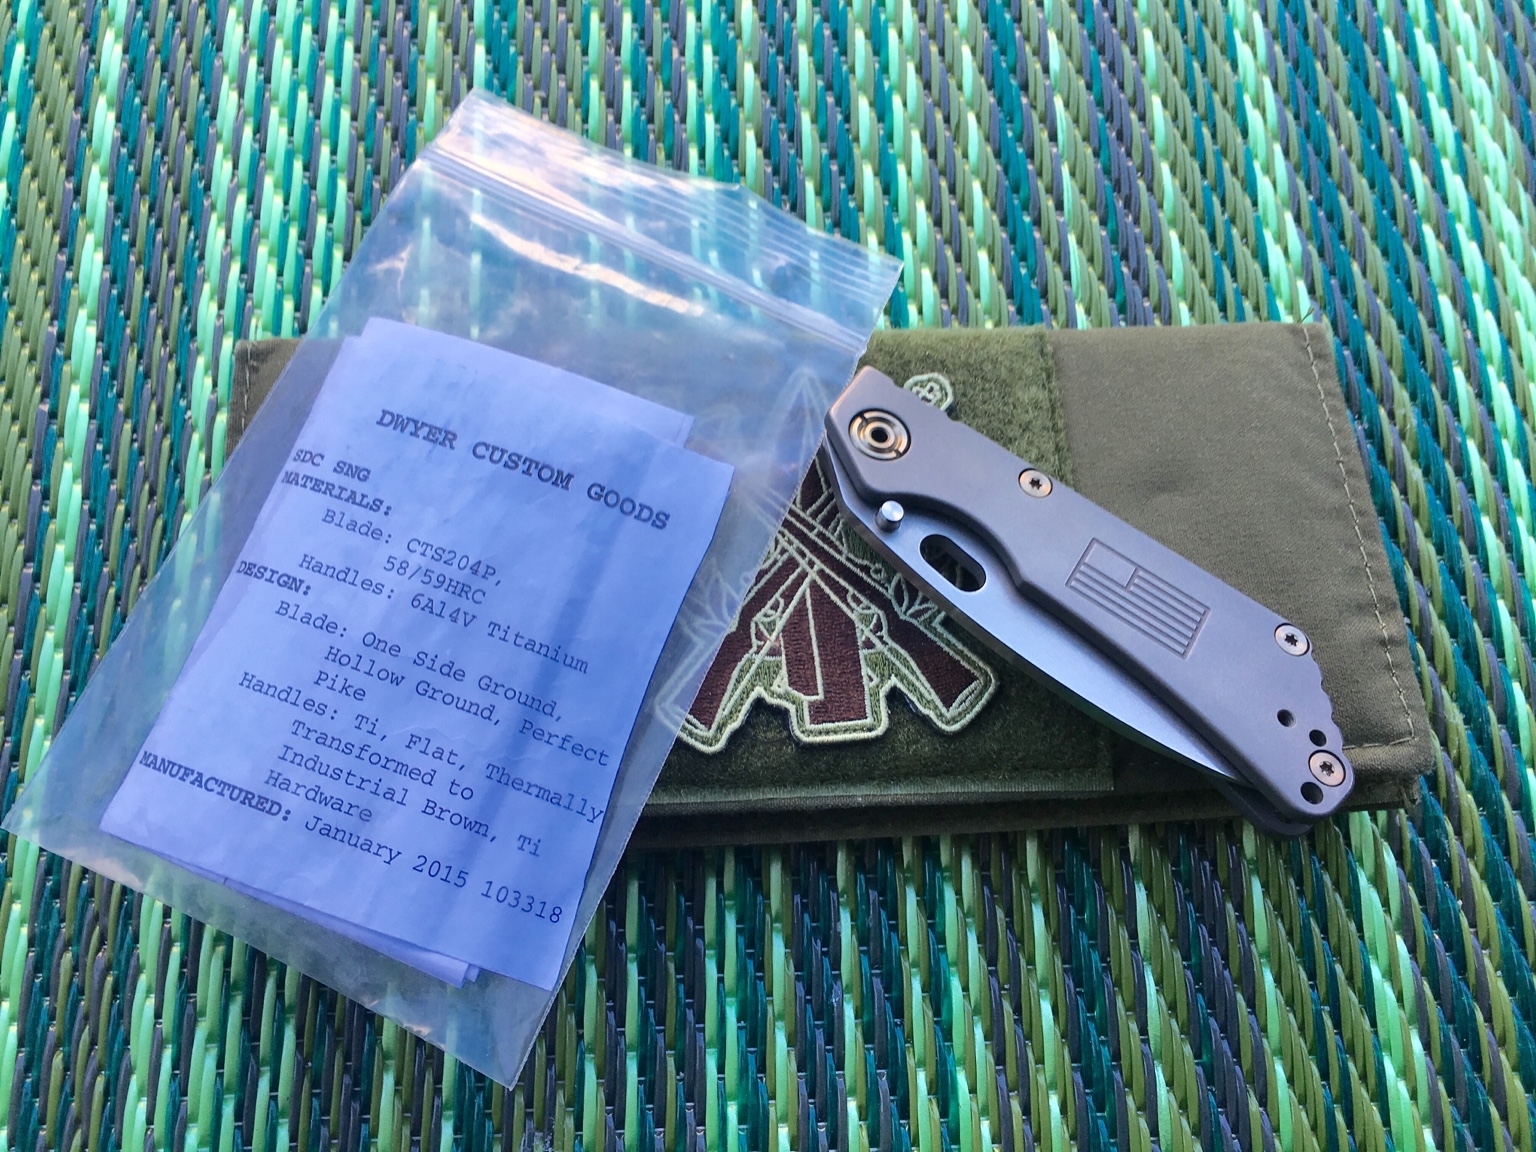 DWYER CUSTOM GOODS
SDC SNG
MATERIALS:
Blade: CTS204P,
58/59HRC
Handles: 6Al4V Titanium
DESIGN:
Blade: One Side Ground,
Hollow Ground, Perfect
Pike
Handles: Ti, Flat, Thermally
Transformed to
Industrial Brown, Ti
Hardware
MANUFACTURED: January 2015 103318